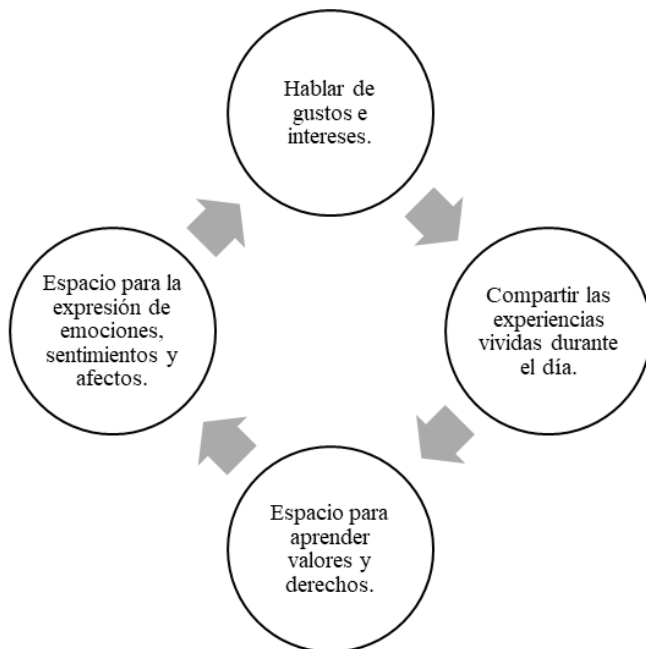 Hablar de
gustos e
intereses.
Compartir las
experiencias
vividas durante
el día.
Espacio para
aprender
valores y
derechos.
Espacio para la
expresión de
emociones,
sentimientos y
afectos.